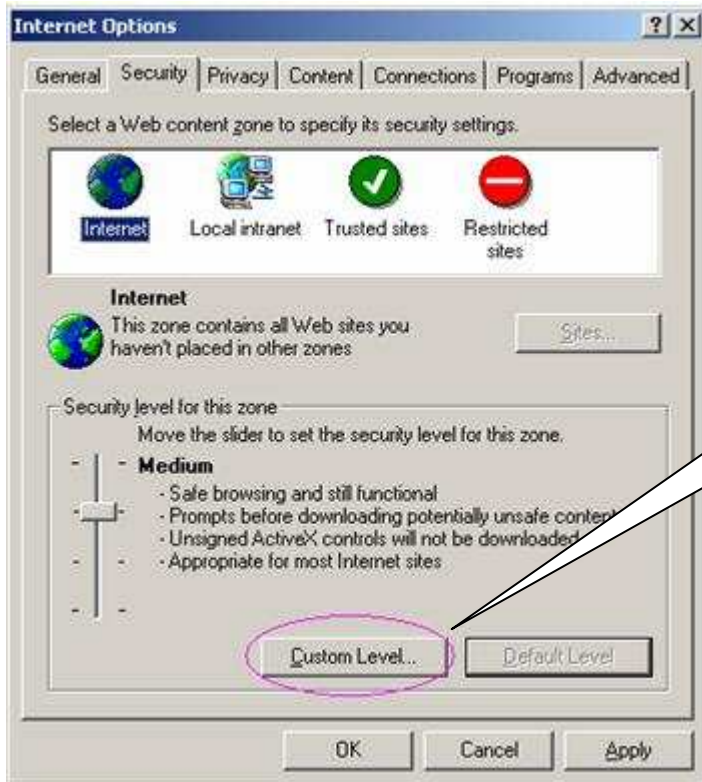 Internet Options
General Security Privacy Content Connections Programs Advanced
Select a Web content zone to specify its security settings.
Internet Local intranet Trusted sites Restricted sites
Internet
This zone contains all Web sites you
haven't placed in other zones
Sites...
Security level for this zone
Move the slider to set the security level for this zone.
Medium
- Safe browsing and still functional
- Prompts before downloading potentially unsafe content
- Unsigned ActiveX controls will not be downloaded
- Appropriate for most Internet sites
Custom Level... Default Level
OK Cancel Apply